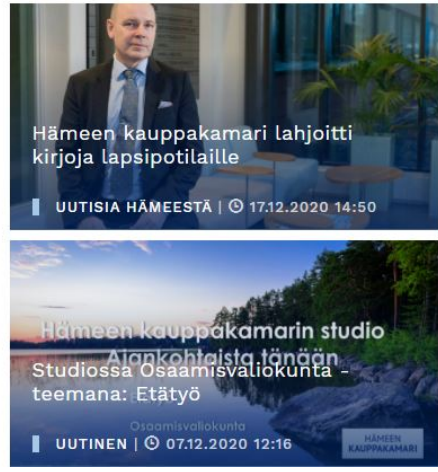 Hämeen kauppakamari lahjoitti
kirjoja lapsipotilaille
UUTISIA HÄMEESTÄ | 17.12.2020 14:50
Hämeen kauppakamarin studio
Ajankohtaista tänään
Studiossa Osaamisvaliokunta -
teemana: Etätyö
Osaamisvaliokunta
UUTINEN | 07.12.2020 12:16
HÄMEEN
KAUPPAKAMARI